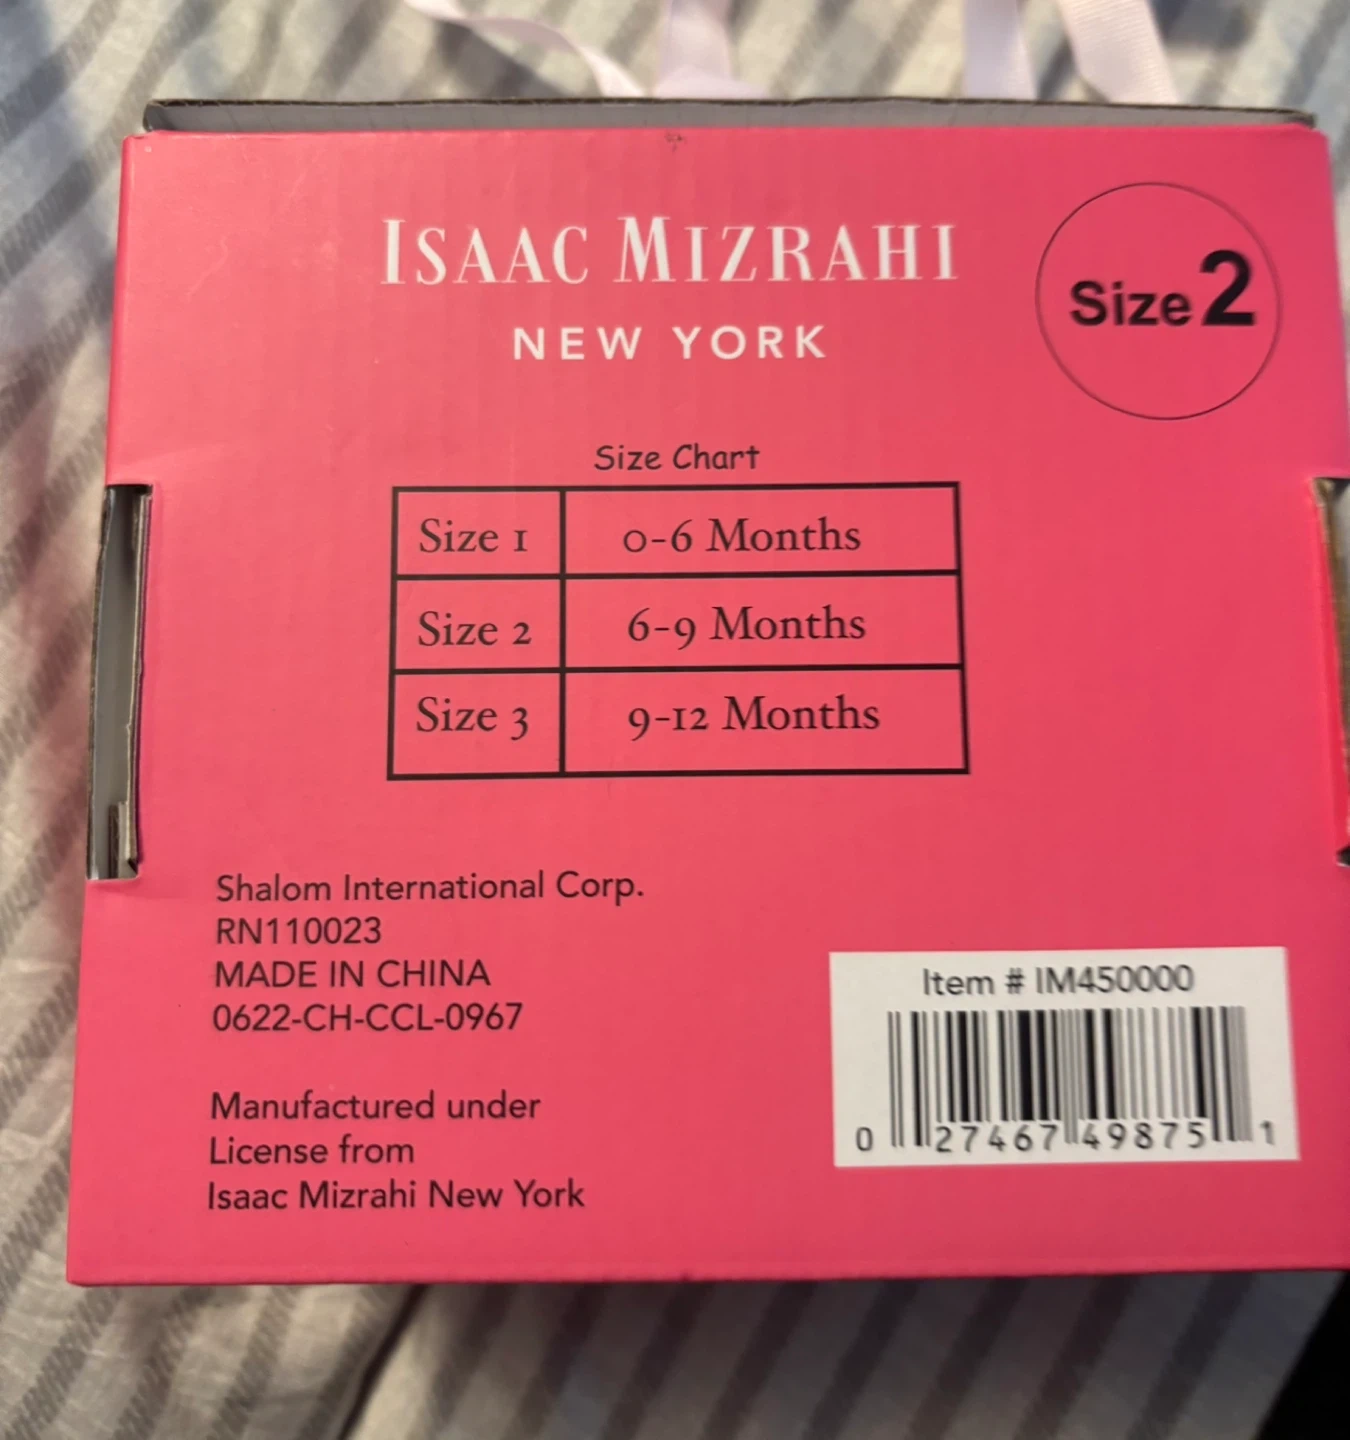 ISAAC MIZRAHI
NEW YORK
Size 2
Size Chart
Size 1 0-6 Months
Size 2 6-9 Months
Size 3 9-12 Months
Shalom International Corp.
RN110023
MADE IN CHINA
0622-CH-CCL-0967
Manufactured under
License from
Isaac Mizrahi New York
Item # IM450000
0 27467 49875 1